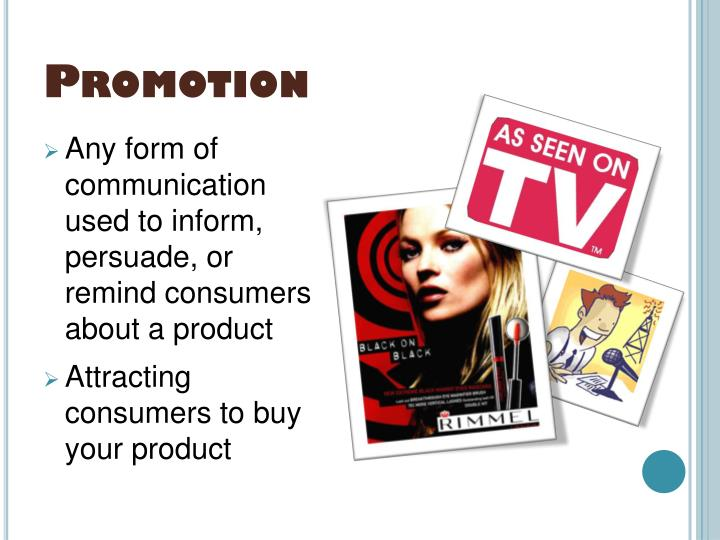 PROMOTION
➢ Any form of
communication
used to inform,
persuade, or
remind consumers
about a product
➢ Attracting
consumers to buy
your product
AS SEEN ON
TV™
BLACK ON
BLACK
RIMMEL